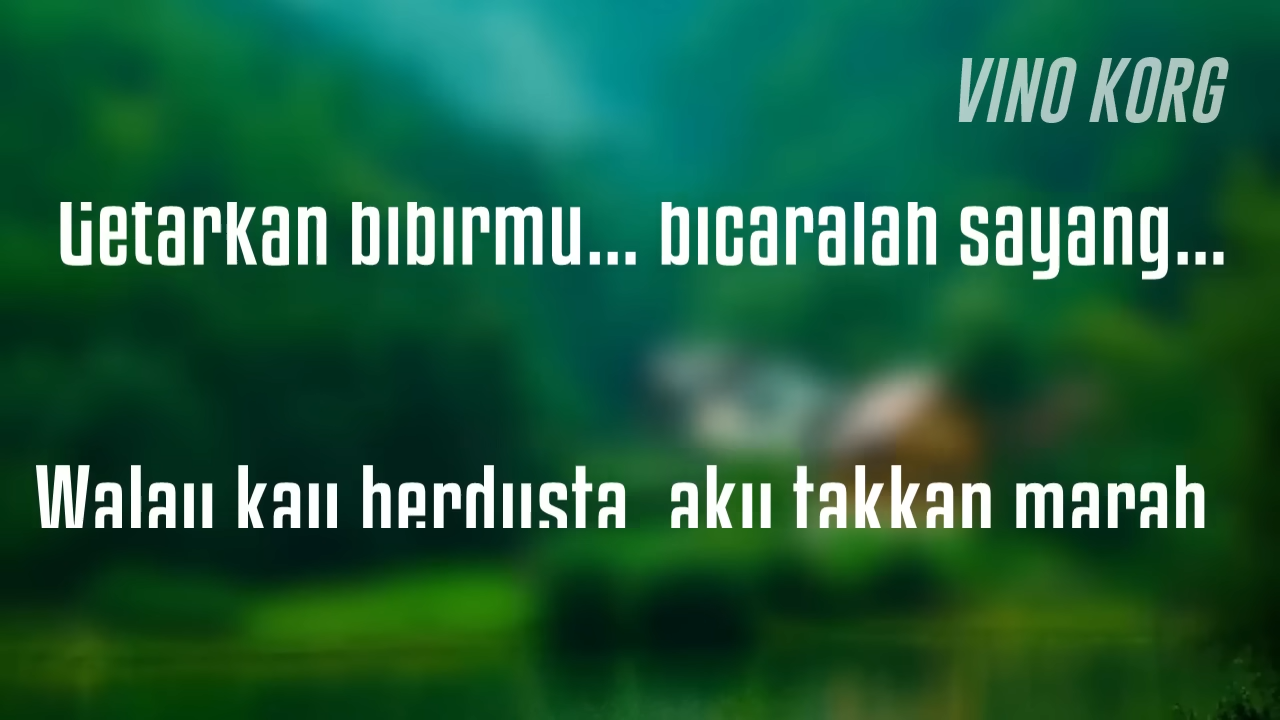 VINO KORG
Getarkan bibirmu... bicaralah sayang...
Walau kau berdusta aku takkan marah